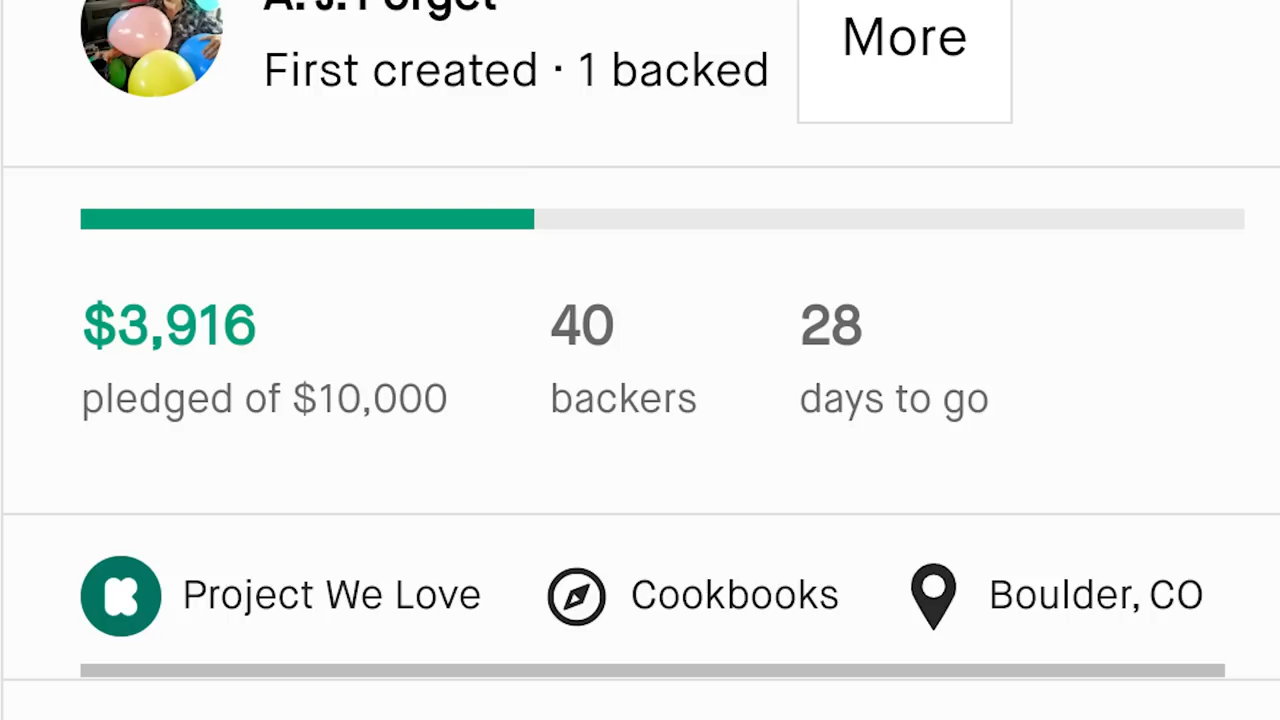 A. J. Forget
First created · 1 backed
More
$3,916
40
28
pledged of $10,000
backers
days to go
Project We Love
Cookbooks
Boulder, CO